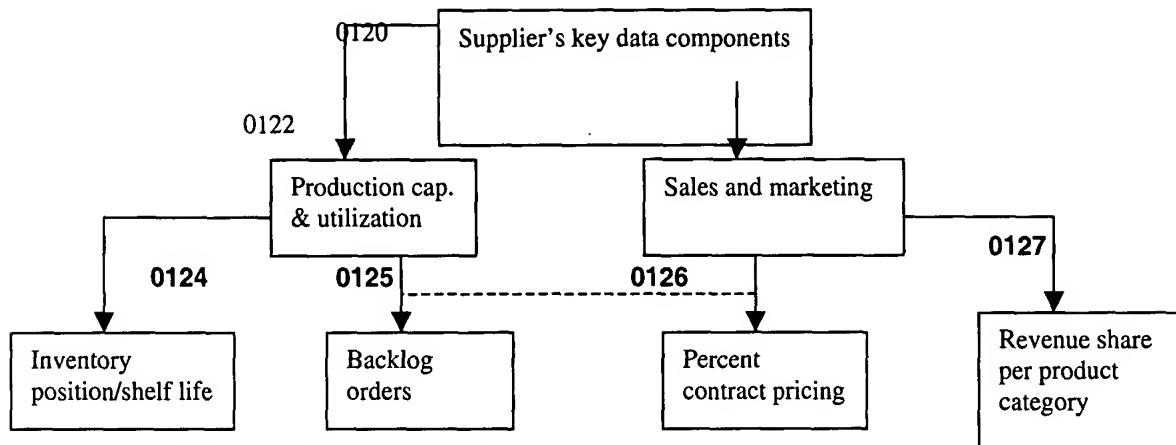 0120
Supplier's key data components
0122
Production cap.
& utilization
Sales and marketing
0124
0125
0126
0127
Inventory
position/shelf life
Backlog
orders
Percent
contract pricing
Revenue share
per product
category